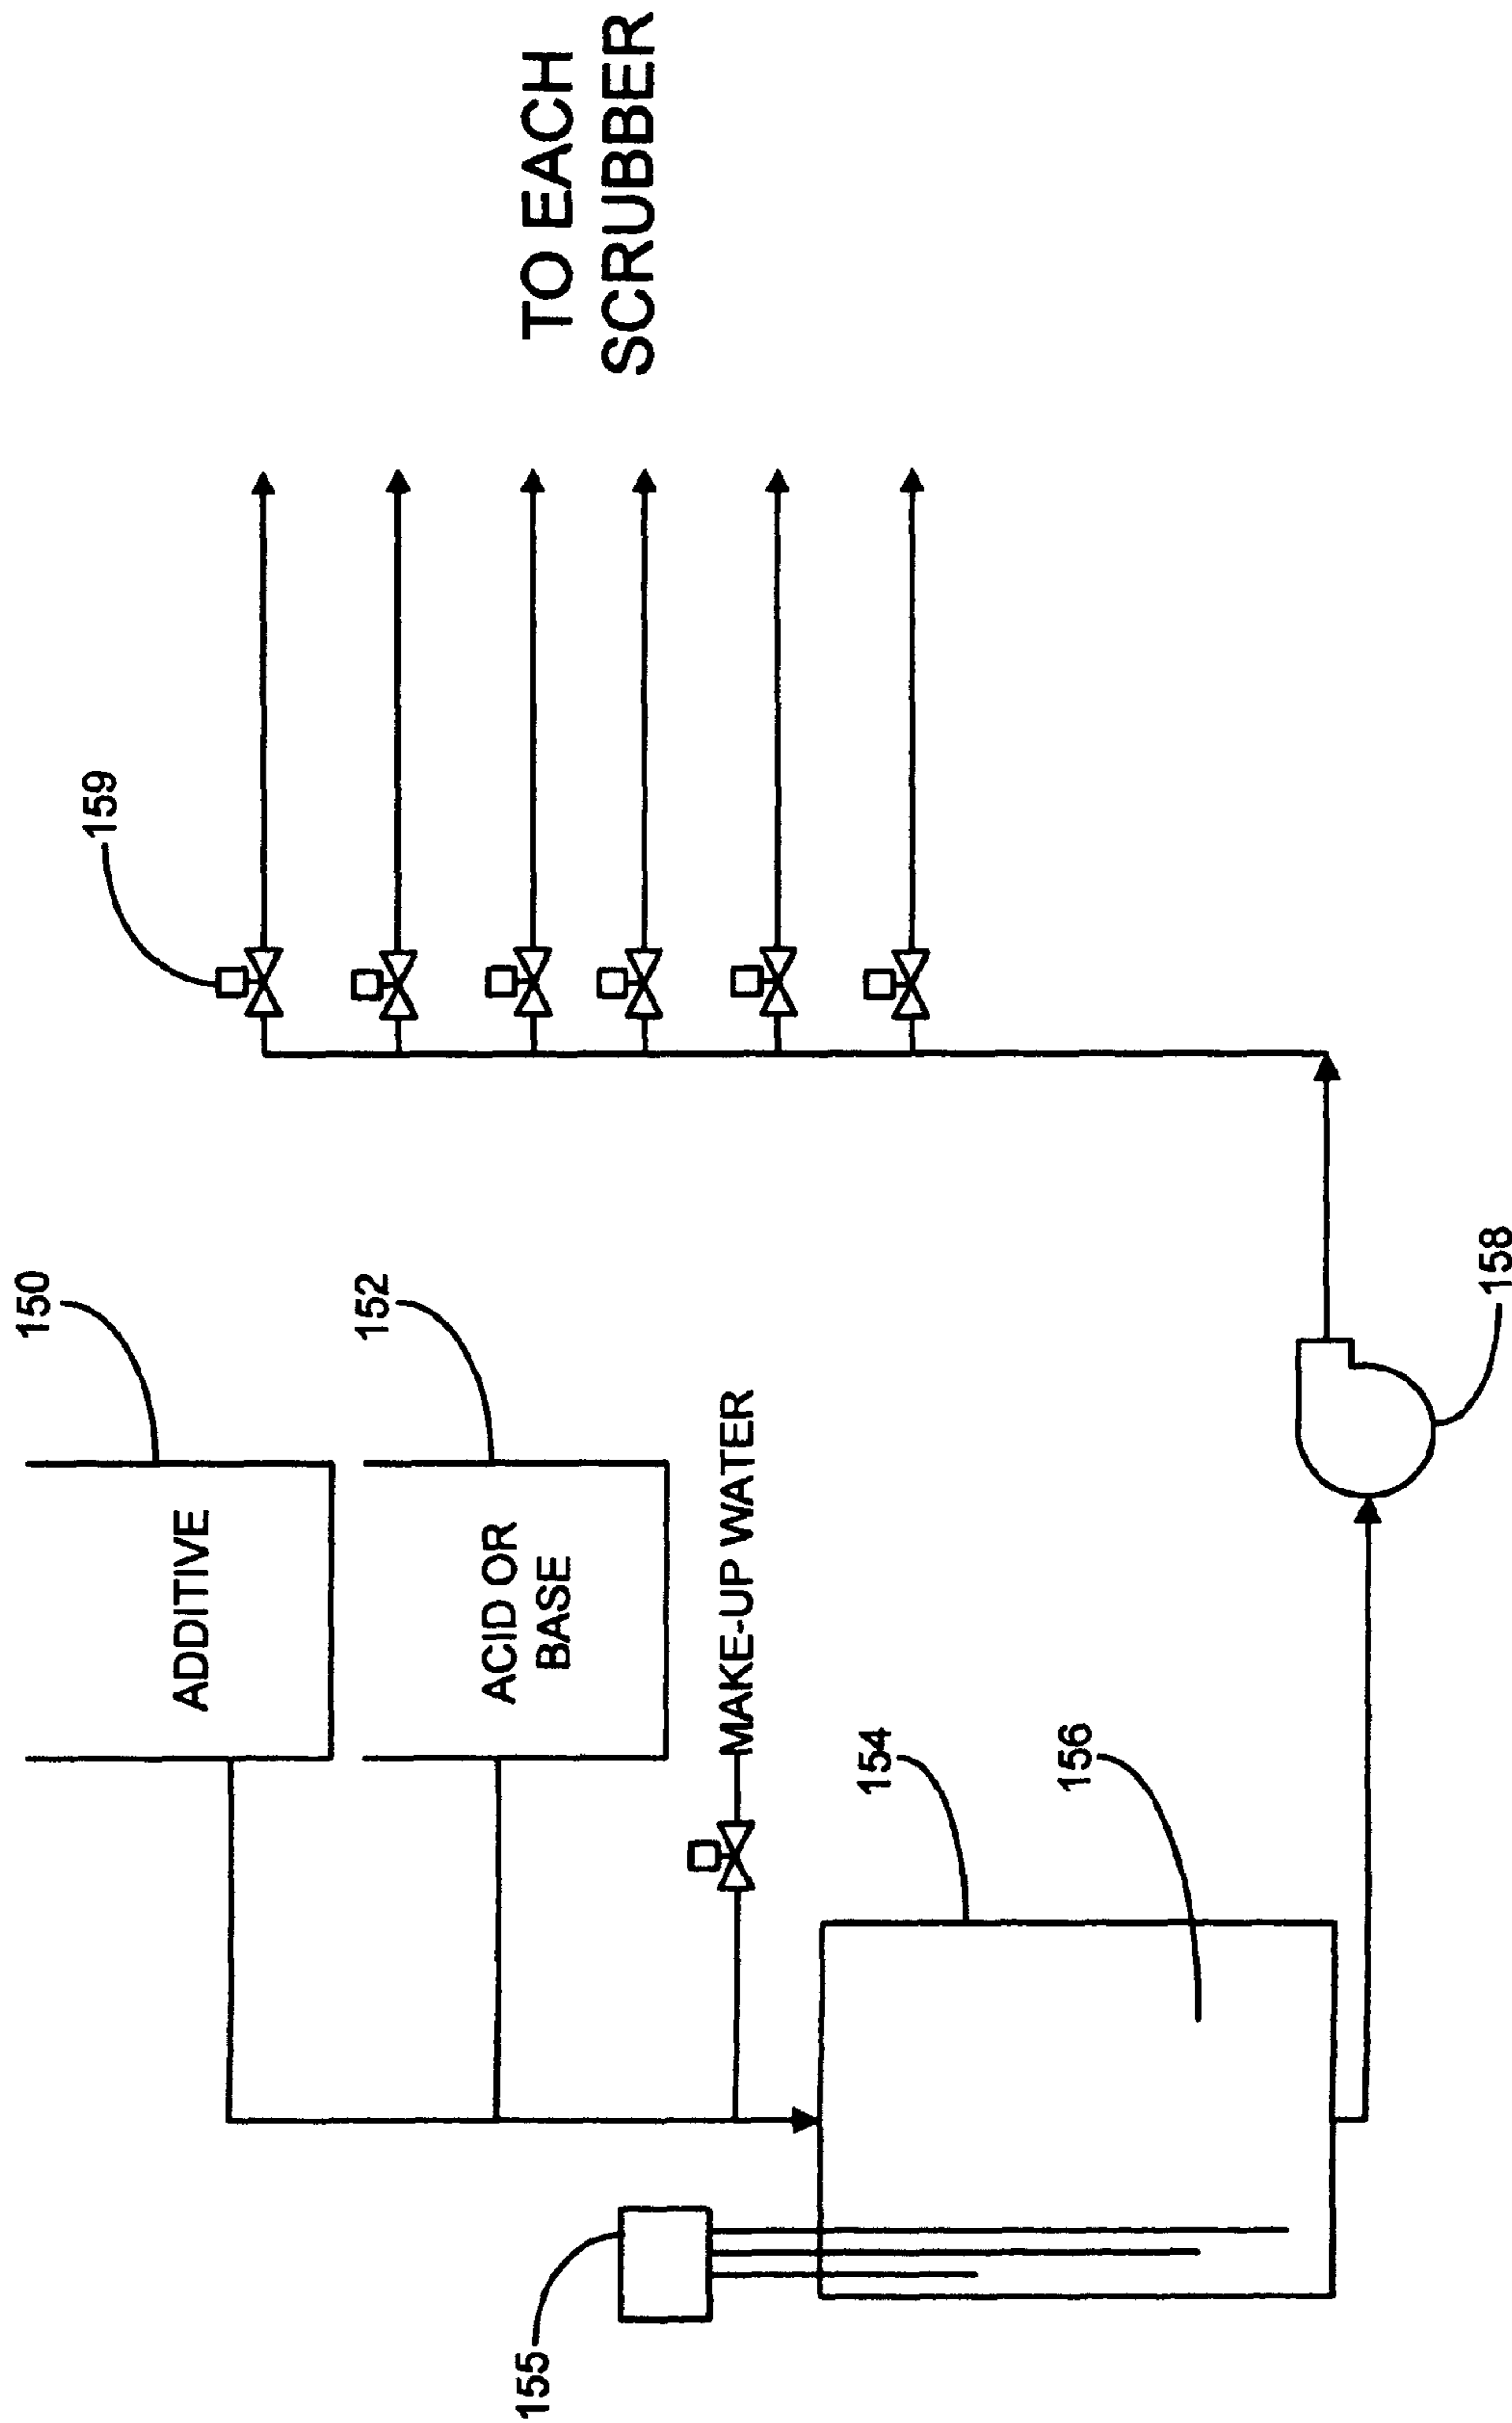 150
ADDITIVE
152
ACID OR
BASE
MAKE-UP WATER
155
154
156
158
159
TO EACH
SCRUBBER